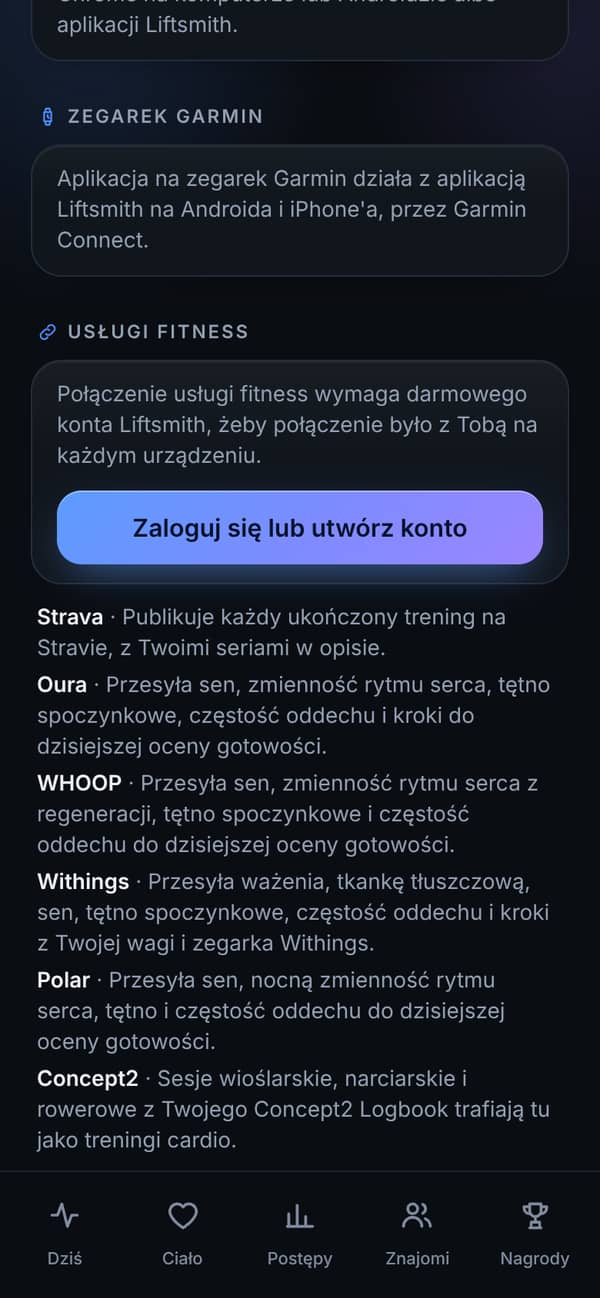 aplikacji Liftsmith.
ZEGAREK GARMIN
Aplikacja na zegarek Garmin działa z aplikacją
Liftsmith na Androida i iPhone'a, przez Garmin
Connect.
USŁUGI FITNESS
Połączenie usługi fitness wymaga darmowego
konta Liftsmith, żeby połączenie było z Tobą na
każdym urządzeniu.
Zaloguj się lub utwórz konto
Strava · Publikuje każdy ukończony trening na
Stravie, z Twoimi seriami w opisie.
Oura · Przesyła sen, zmienność rytmu serca, tętno
spoczynkowe, częstość oddechu i kroki do
dzisiejszej oceny gotowości.
WHOOP · Przesyła sen, zmienność rytmu serca z
regeneracji, tętno spoczynkowe i częstość
oddechu do dzisiejszej oceny gotowości.
Withings · Przesyła ważenia, tkankę tłuszczową,
sen, tętno spoczynkowe, częstość oddechu i kroki
z Twojej wagi i zegarka Withings.
Polar · Przesyła sen, nocną zmienność rytmu
serca, tętno i częstość oddechu do dzisiejszej
oceny gotowości.
Concept2 · Sesje wioślarskie, narciarskie i
rowerowe z Twojego Concept2 Logbook trafiają tu
jako treningi cardio.
Dziś
Ciało
Postępy
Znajomi
Nagrody